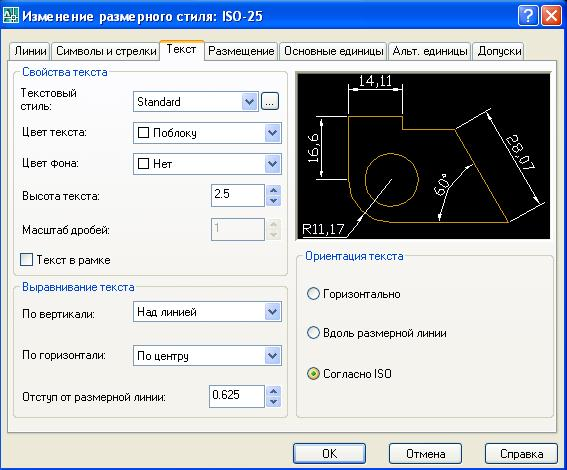 Изменение размерного стиля: ISO-25
Линии Символы и стрелки Текст Размещение Основные единицы Альт. единицы Допуски
Свойства текста
Текстовый
стиль:
Standard
...
Цвет текста:
Поблоку
Цвет фона:
Нет
Высота текста:
2.5
Масштаб дробей:
1
Текст в рамке
Выравнивание текста
По вертикали:
Над линией
По горизонтали:
По центру
Отступ от размерной линии:
0.625
14,11
16,6
28,07
60°
R11,17
Ориентация текста
Горизонтально
Вдоль размерной линии
Согласно ISO
OK Отмена Справка